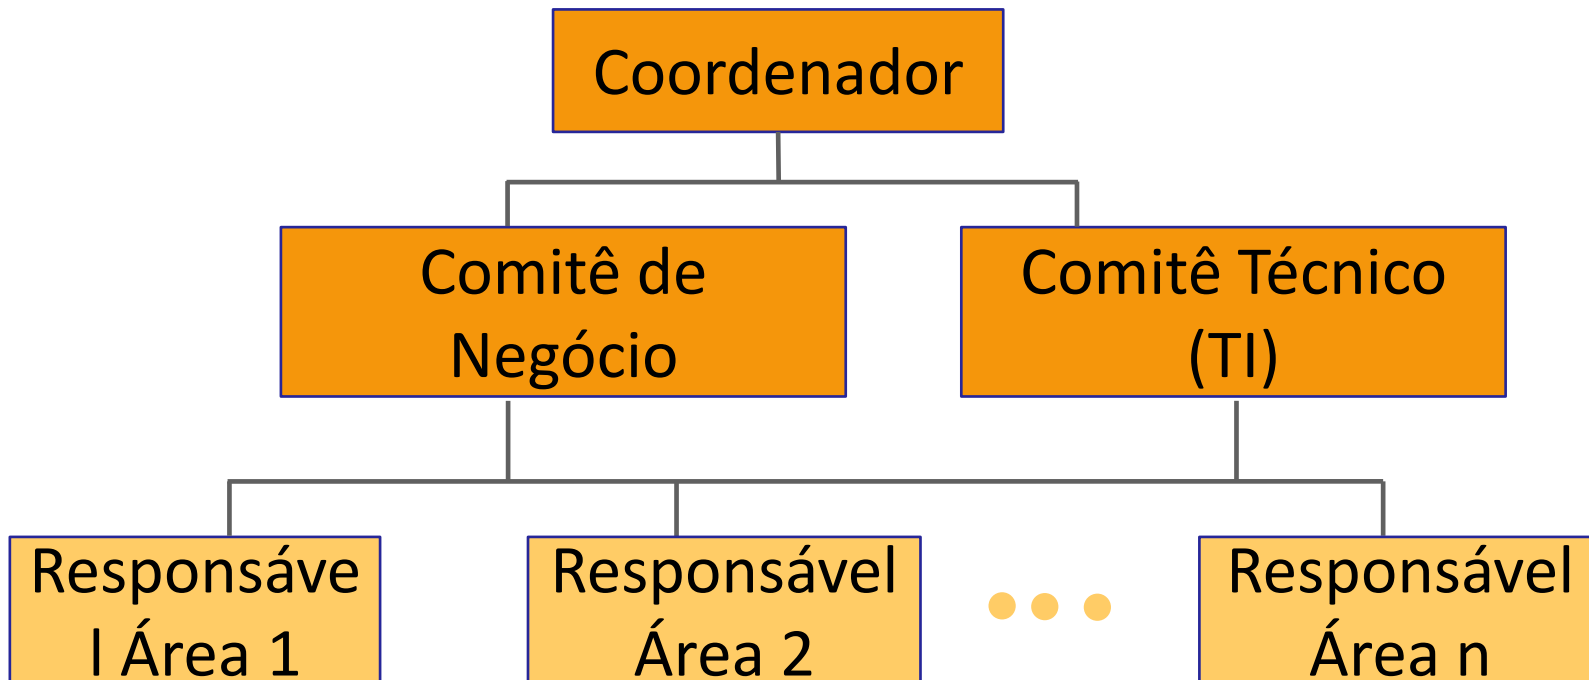 Coordenador
Comitê de
Negócio
Comitê Técnico
(TI)
Responsáve
l Área 1
Responsável
Área 2
Responsável
Área n